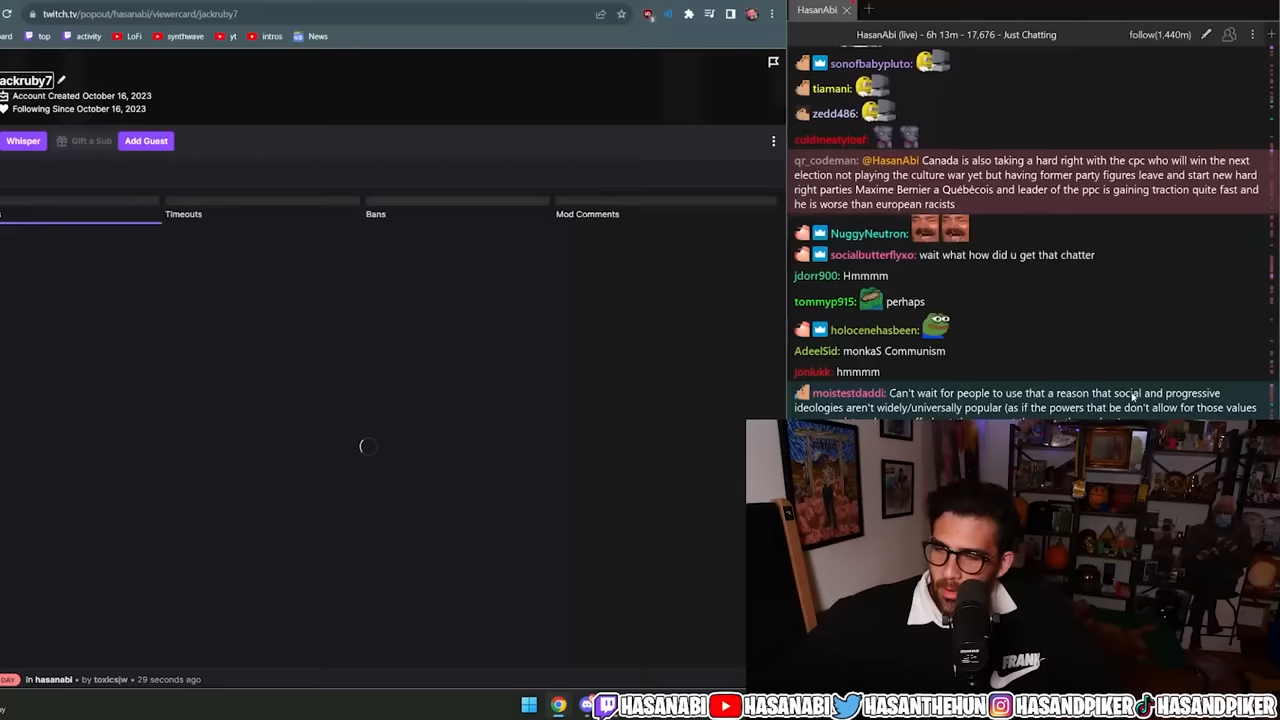 twitch.tv/popout/hasanabi/viewercard/jackruby7
HasanAbi
top
activity
LoFi
synthwave
yt
intros
News
HasanAbi (live) - 6h 13m - 17,676 - Just Chatting
follow(1,440m)
ackruby7
Account Created October 16, 2023
Following Since October 16, 2023
Whisper
Gift a Sub
Add Guest
Timeouts
Bans
Mod Comments
sonofbabypluto:
tiamani:
zedd486:
coldmeatyloef
qr_codeman: @HasanAbi Canada is also taking a hard right with the cpc who will win the next
election not playing the culture war yet but having former party figures leave and start new hard
right parties Maxime Bernier a Québécois and leader of the ppc is gaining traction quite fast and
he is worse than european racists
NuggyNeutron:
socialbutterflyxo: wait what how did u get that chatter
jdorr900: Hmmmm
tommyp915: perhaps
holocenehasbeen:
AdeelSid: monkaS Communism
jonlukk: hmmmm
moistestdaddi: Can't wait for people to use that a reason that social and progressive
ideologies aren't widely/universally popular (as if the powers that be don't allow for those values
FRANK
DAY In hasanabi • by toxicsjw • 29 seconds ago
HASANABI HASANABI HASANTHEHUN HASANDPIKER HASANDPIKER